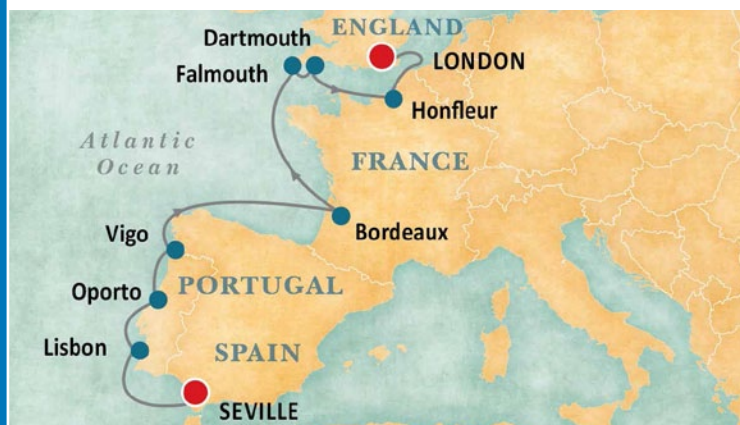 ENGLAND
Dartmouth
LONDON
Falmouth
Honfleur
Atlantic
Ocean
FRANCE
Bordeaux
Vigo
PORTUGAL
Oporto
Lisbon
SPAIN
SEVILLE